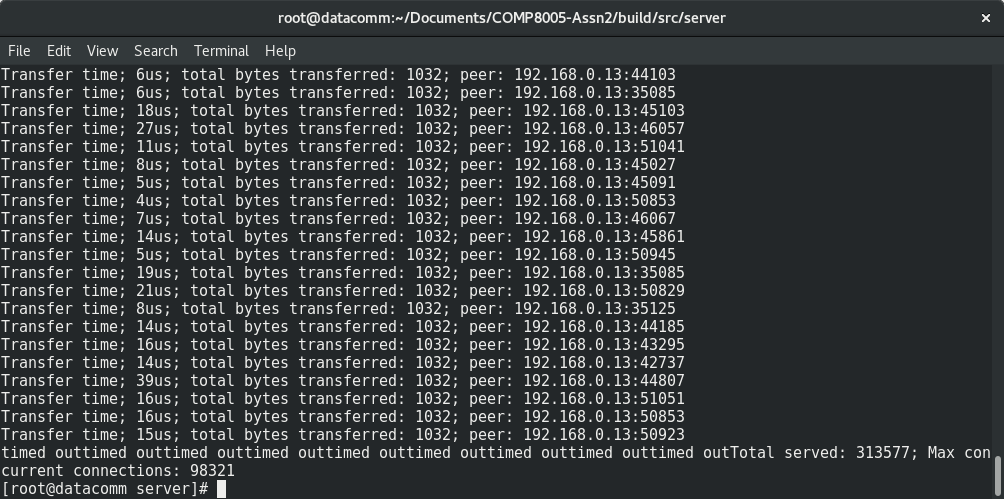 root@datacomm:~/Documents/COMP8005-Assn2/build/src/server
File Edit View Search Terminal Help
Transfer time; 6us; total bytes transferred: 1032; peer: 192.168.0.13:44103
Transfer time; 6us; total bytes transferred: 1032; peer: 192.168.0.13:35085
Transfer time; 18us; total bytes transferred: 1032; peer: 192.168.0.13:45103
Transfer time; 27us; total bytes transferred: 1032; peer: 192.168.0.13:46057
Transfer time; 11us; total bytes transferred: 1032; peer: 192.168.0.13:51041
Transfer time; 8us; total bytes transferred: 1032; peer: 192.168.0.13:45027
Transfer time; 5us; total bytes transferred: 1032; peer: 192.168.0.13:45091
Transfer time; 4us; total bytes transferred: 1032; peer: 192.168.0.13:50853
Transfer time; 7us; total bytes transferred: 1032; peer: 192.168.0.13:46067
Transfer time; 14us; total bytes transferred: 1032; peer: 192.168.0.13:45861
Transfer time; 5us; total bytes transferred: 1032; peer: 192.168.0.13:50945
Transfer time; 19us; total bytes transferred: 1032; peer: 192.168.0.13:35085
Transfer time; 21us; total bytes transferred: 1032; peer: 192.168.0.13:50829
Transfer time; 8us; total bytes transferred: 1032; peer: 192.168.0.13:35125
Transfer time; 14us; total bytes transferred: 1032; peer: 192.168.0.13:44185
Transfer time; 16us; total bytes transferred: 1032; peer: 192.168.0.13:43295
Transfer time; 14us; total bytes transferred: 1032; peer: 192.168.0.13:42737
Transfer time; 39us; total bytes transferred: 1032; peer: 192.168.0.13:44807
Transfer time; 16us; total bytes transferred: 1032; peer: 192.168.0.13:51051
Transfer time; 16us; total bytes transferred: 1032; peer: 192.168.0.13:50853
Transfer time; 15us; total bytes transferred: 1032; peer: 192.168.0.13:50923
timed outtimed outtimed outtimed outtimed outtimed outtimed outtimed outTotal served: 313577; Max con
current connections: 98321
[root@datacomm server]#